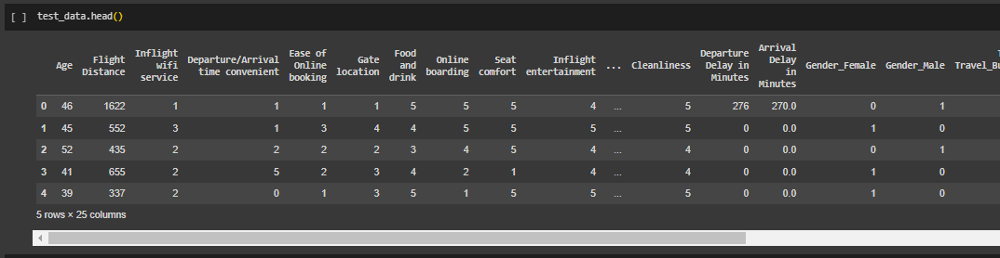 [ ] test_data.head()
Age Flight Distance Inflight wifi service Departure/Arrival time convenient Ease of Online booking Gate location Food and drink Online boarding Seat comfort Inflight entertainment ... Cleanliness Departure Delay in Minutes Arrival Delay in Minutes Gender_Female Gender_Male
0 46 1622 1 1 1 1 5 5 5 4 ... 5 276 270.0 0 1
1 45 552 3 1 3 4 4 5 5 5 ... 5 0 0.0 1 0
2 52 435 2 2 2 2 3 4 5 4 ... 4 0 0.0 0 1
3 41 655 2 5 2 3 4 2 1 4 ... 4 0 0.0 1 0
4 39 337 2 0 1 3 5 1 5 5 ... 5 0 0.0 1 0
5 rows × 25 columns